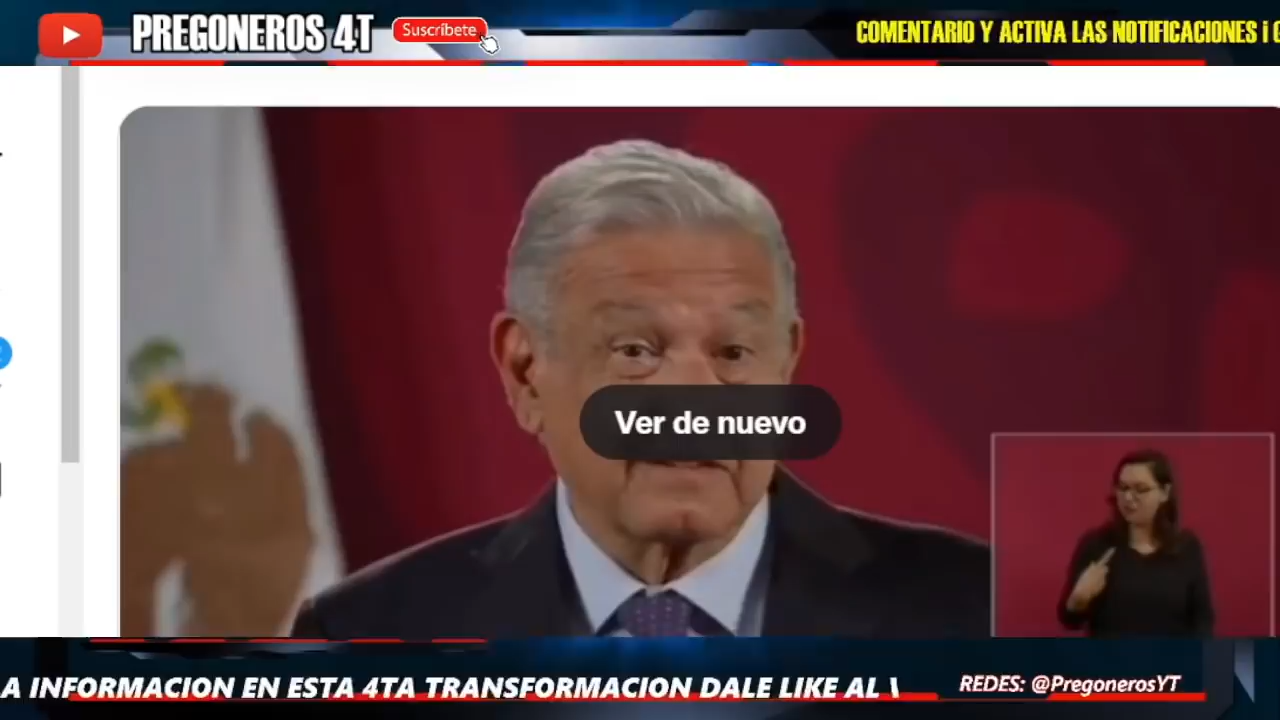 PREGONEROS 4T
Suscríbete
COMENTARIO Y ACTIVA LAS NOTIFICACIONES ¡
Ver de nuevo
A INFORMACION EN ESTA 4TA TRANSFORMACION DALE LIKE AL
REDES: @PregonerosYT